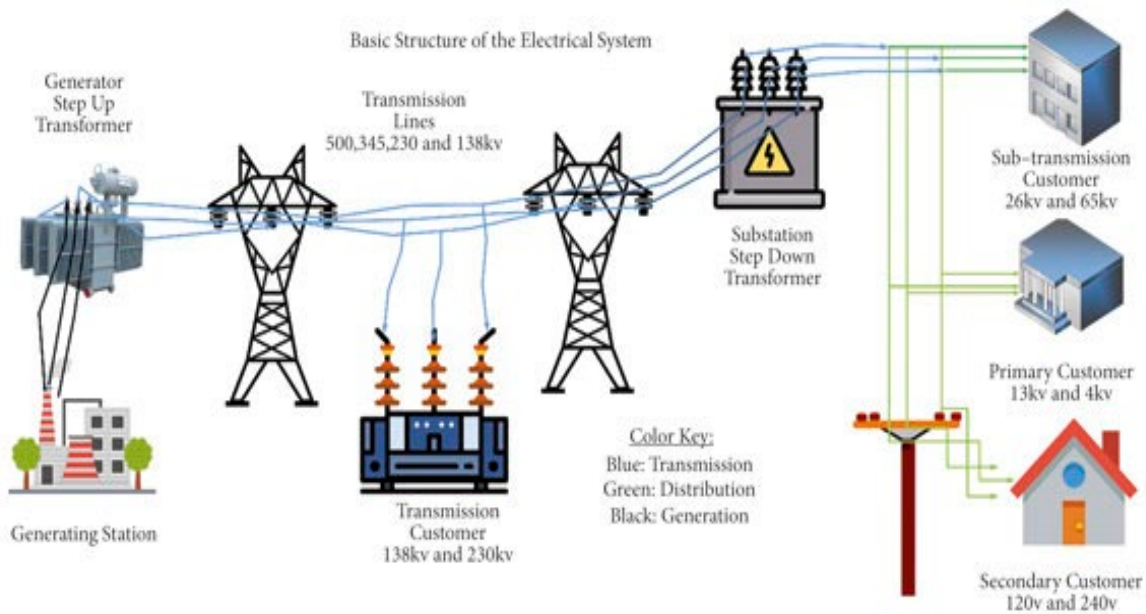 Basic Structure of the Electrical System
Generator
Step Up
Transformer
Transmission
Lines
500,345,230 and 138kv
Substation
Step Down
Transformer
Sub-transmission
Customer
26kv and 65kv
Primary Customer
13kv and 4kv
Color Key:
Blue: Transmission
Green: Distribution
Black: Generation
Generating Station
Transmission
Customer
138kv and 230kv
Secondary Customer
120v and 240v